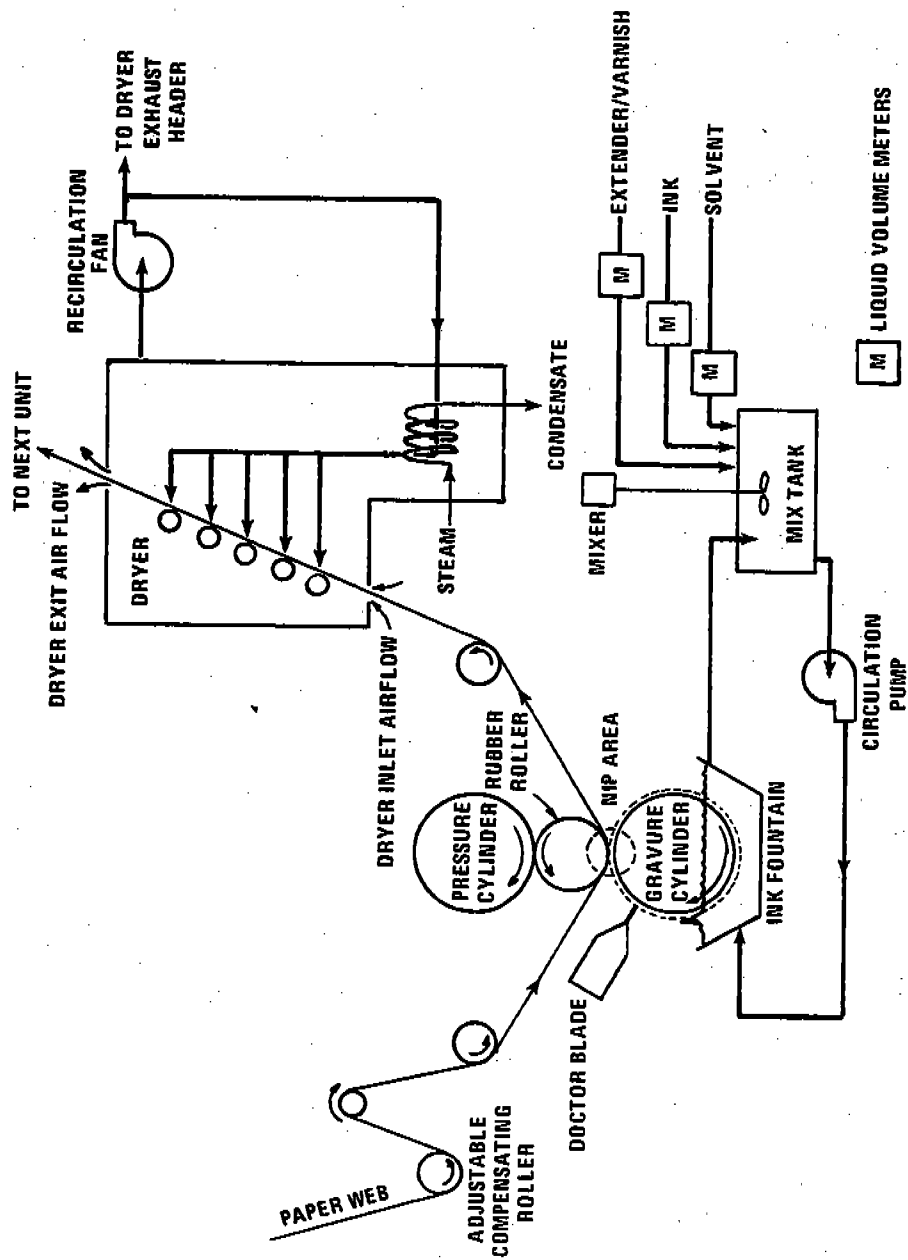 TO NEXT UNIT
DRYER EXIT AIR FLOW
DRYER
RECIRCULATION
FAN
TO DRYER
EXHAUST
HEADER
DRYER INLET AIRFLOW
STEAM
CONDENSATE
PAPER WEB
ADJUSTABLE
COMPENSATING
ROLLER
PRESSURE
CYLINDER
RUBBER
ROLLER
NIP AREA
GRAVURE
CYLINDER
DOCTOR BLADE
INK FOUNTAIN
CIRCULATION
PUMP
MIXER
MIX TANK
M
EXTENDER/VARNISH
M
INK
M
SOLVENT
M
LIQUID VOLUME METERS